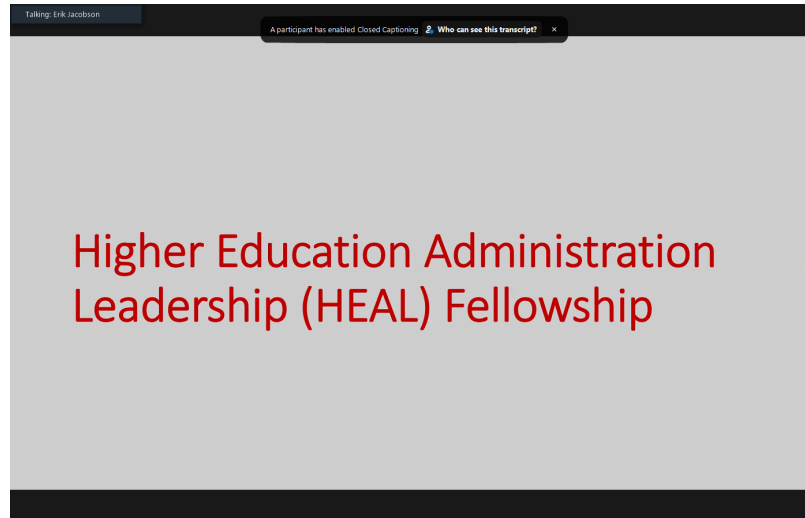 Talking: Erik Jacobson
A participant has enabled Closed Captioning Who can see this transcript? ×
Higher Education Administration
Leadership (HEAL) Fellowship